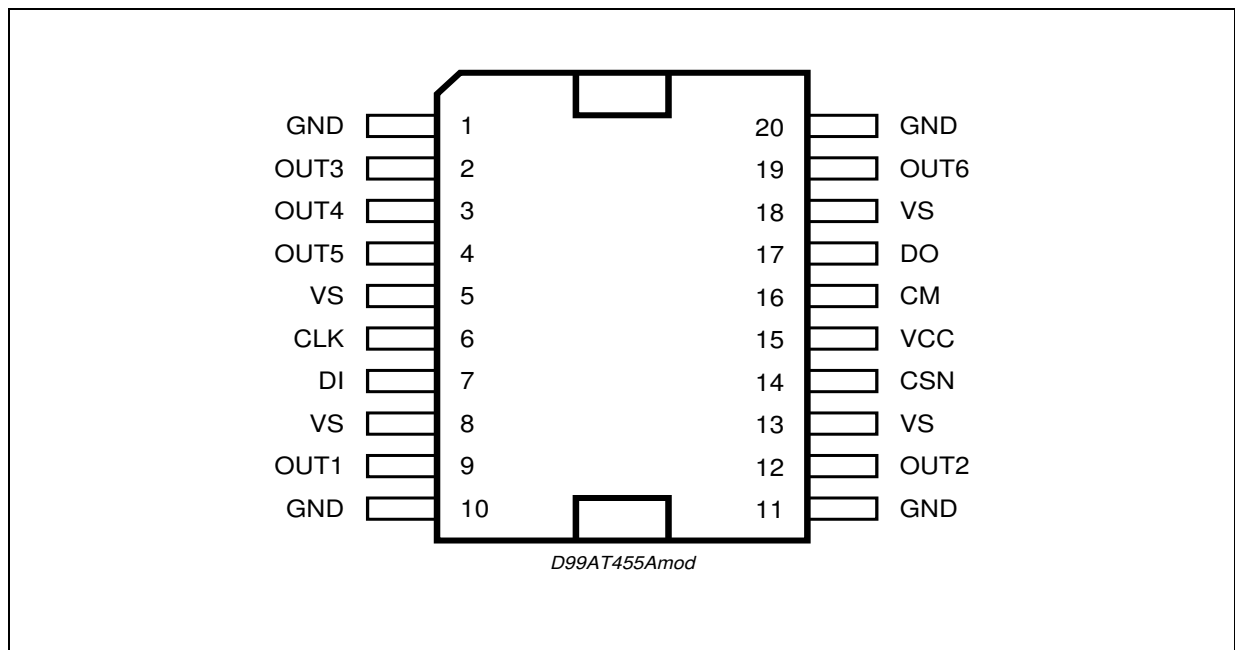 GND 1 20 GND
OUT3 2 19 OUT6
OUT4 3 18 VS
OUT5 4 17 DO
VS 5 16 CM
CLK 6 15 VCC
DI 7 14 CSN
VS 8 13 VS
OUT1 9 12 OUT2
GND 10 11 GND
D99AT455Amod